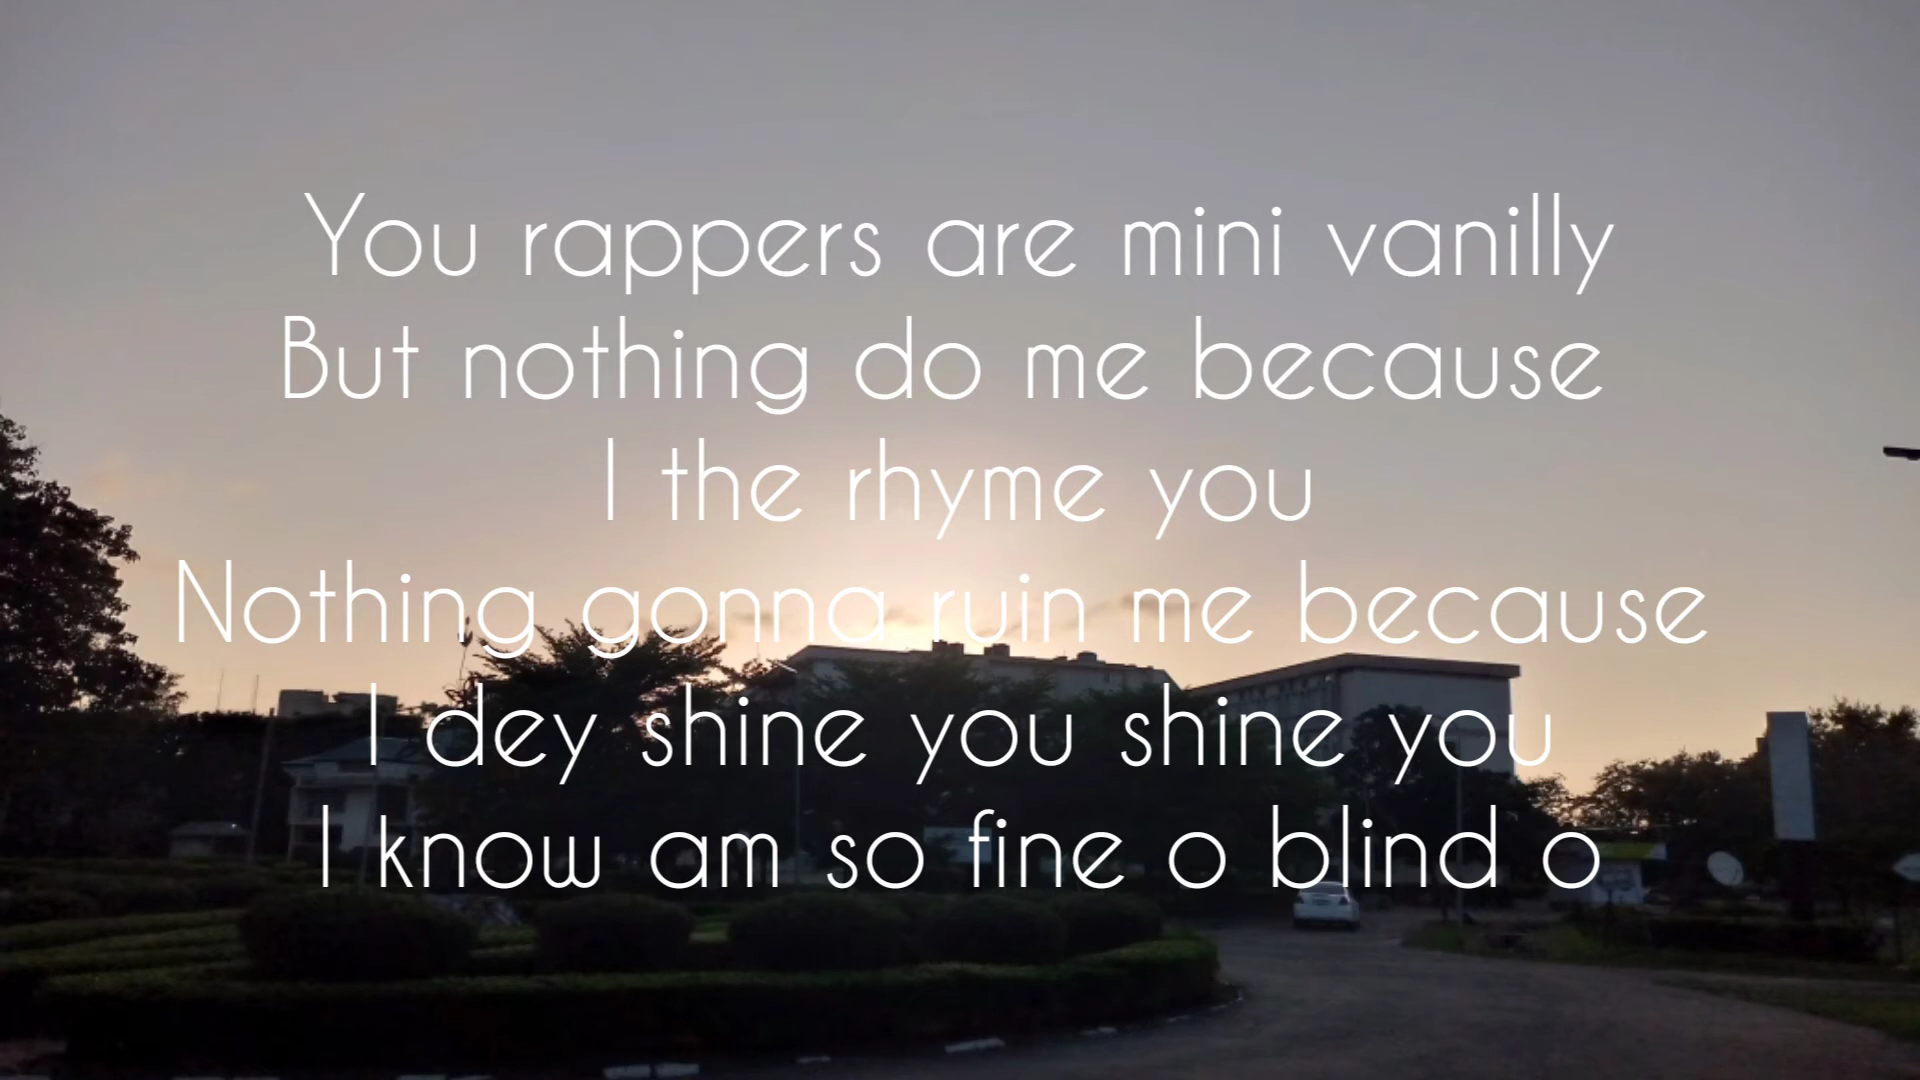 You rappers are mini vanilly
But nothing do me because
I the rhyme you
Nothing gonna ruin me because
I dey shine you shine you
I know am so fine o blind o